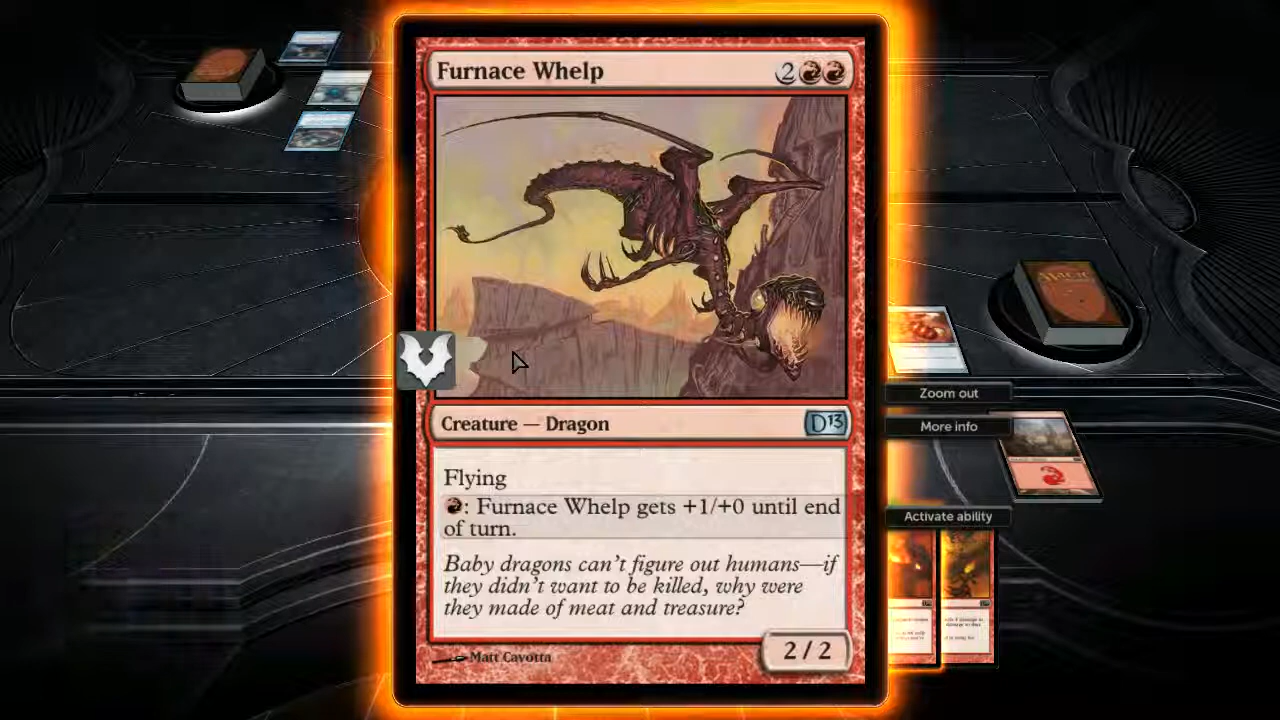 Furnace Whelp 2
Zoom out
More info
Creature — Dragon D13
Flying
: Furnace Whelp gets +1/+0 until end
of turn.
Activate ability
Baby dragons can't figure out humans—if
they didn't want to be killed, why were
they made of meat and treasure?
Matt Cavotta
2/2